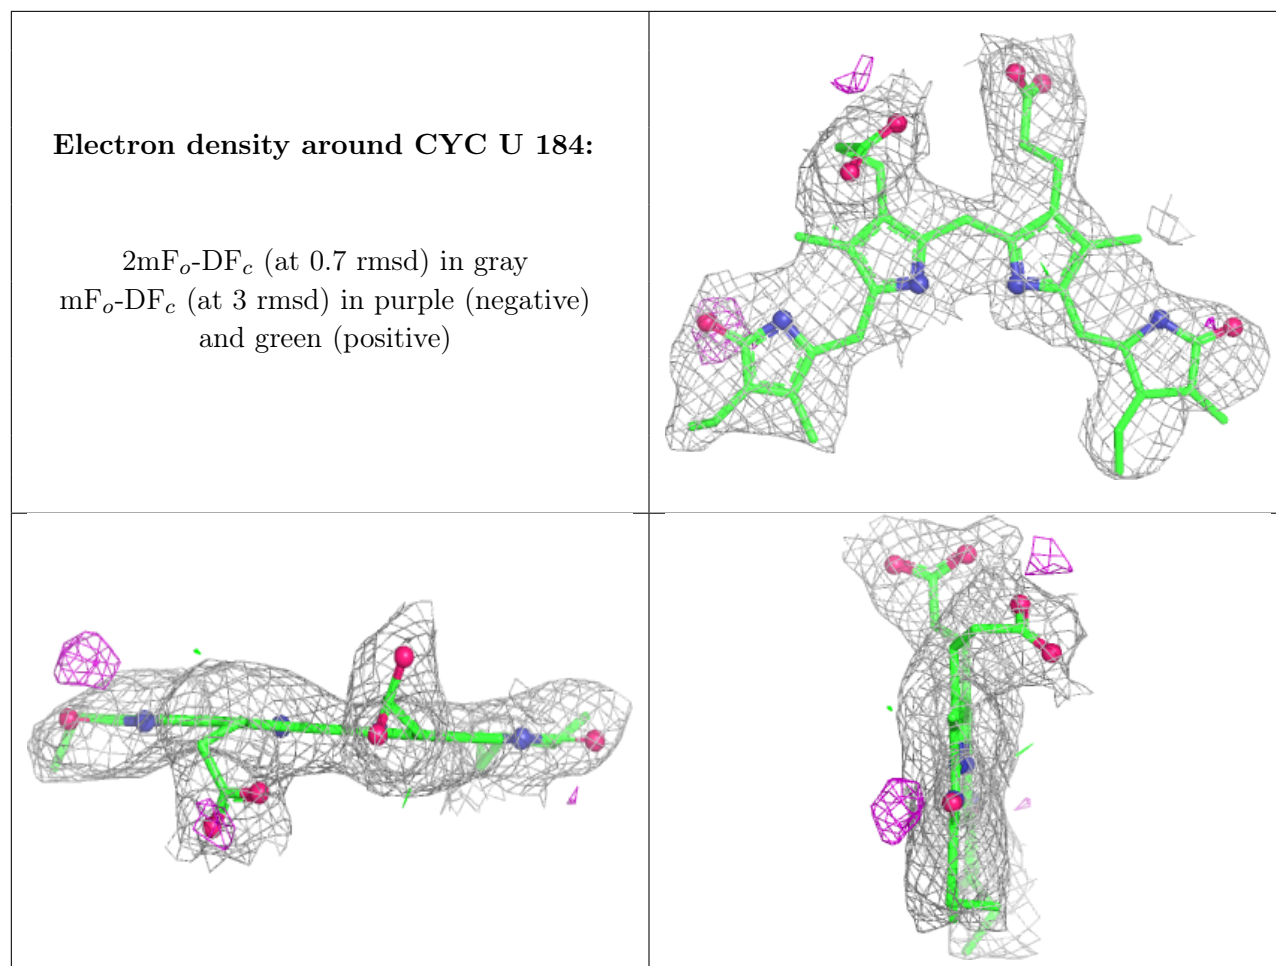 Electron density around CYC U 184:
2mFₒ-DF𝒸 (at 0.7 rmsd) in gray
mFₒ-DF𝒸 (at 3 rmsd) in purple (negative)
and green (positive)